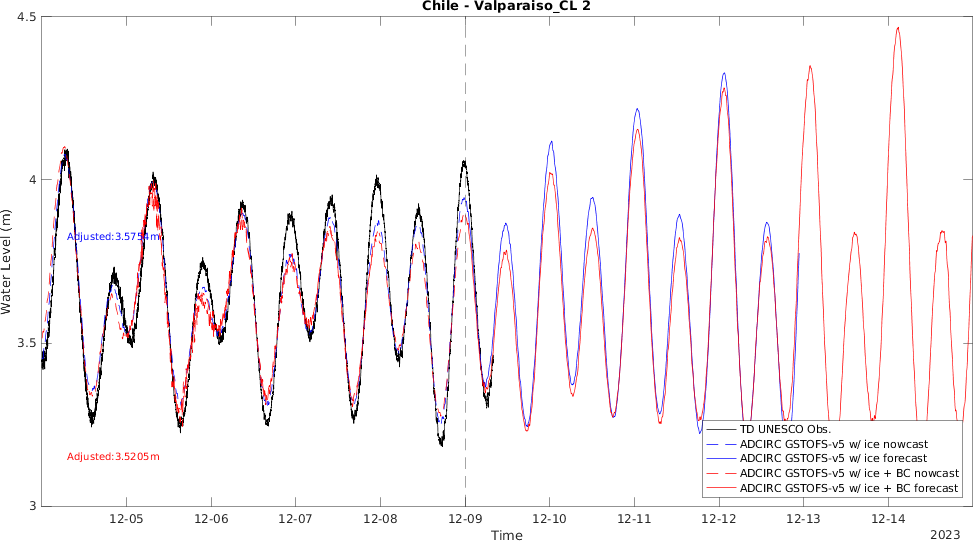 Chile - Valparaiso_CL 2
4.5
4
3.5
3
Water Level (m)
Adjusted:3.5754m
Adjusted:3.5205m
TD UNESCO Obs.
ADCIRC GSTOFS-v5 w/ ice nowcast
ADCIRC GSTOFS-v5 w/ ice forecast
ADCIRC GSTOFS-v5 w/ ice + BC nowcast
ADCIRC GSTOFS-v5 w/ ice + BC forecast
12-05 12-06 12-07 12-08 12-09 12-10 12-11 12-12 12-13 12-14
Time
2023